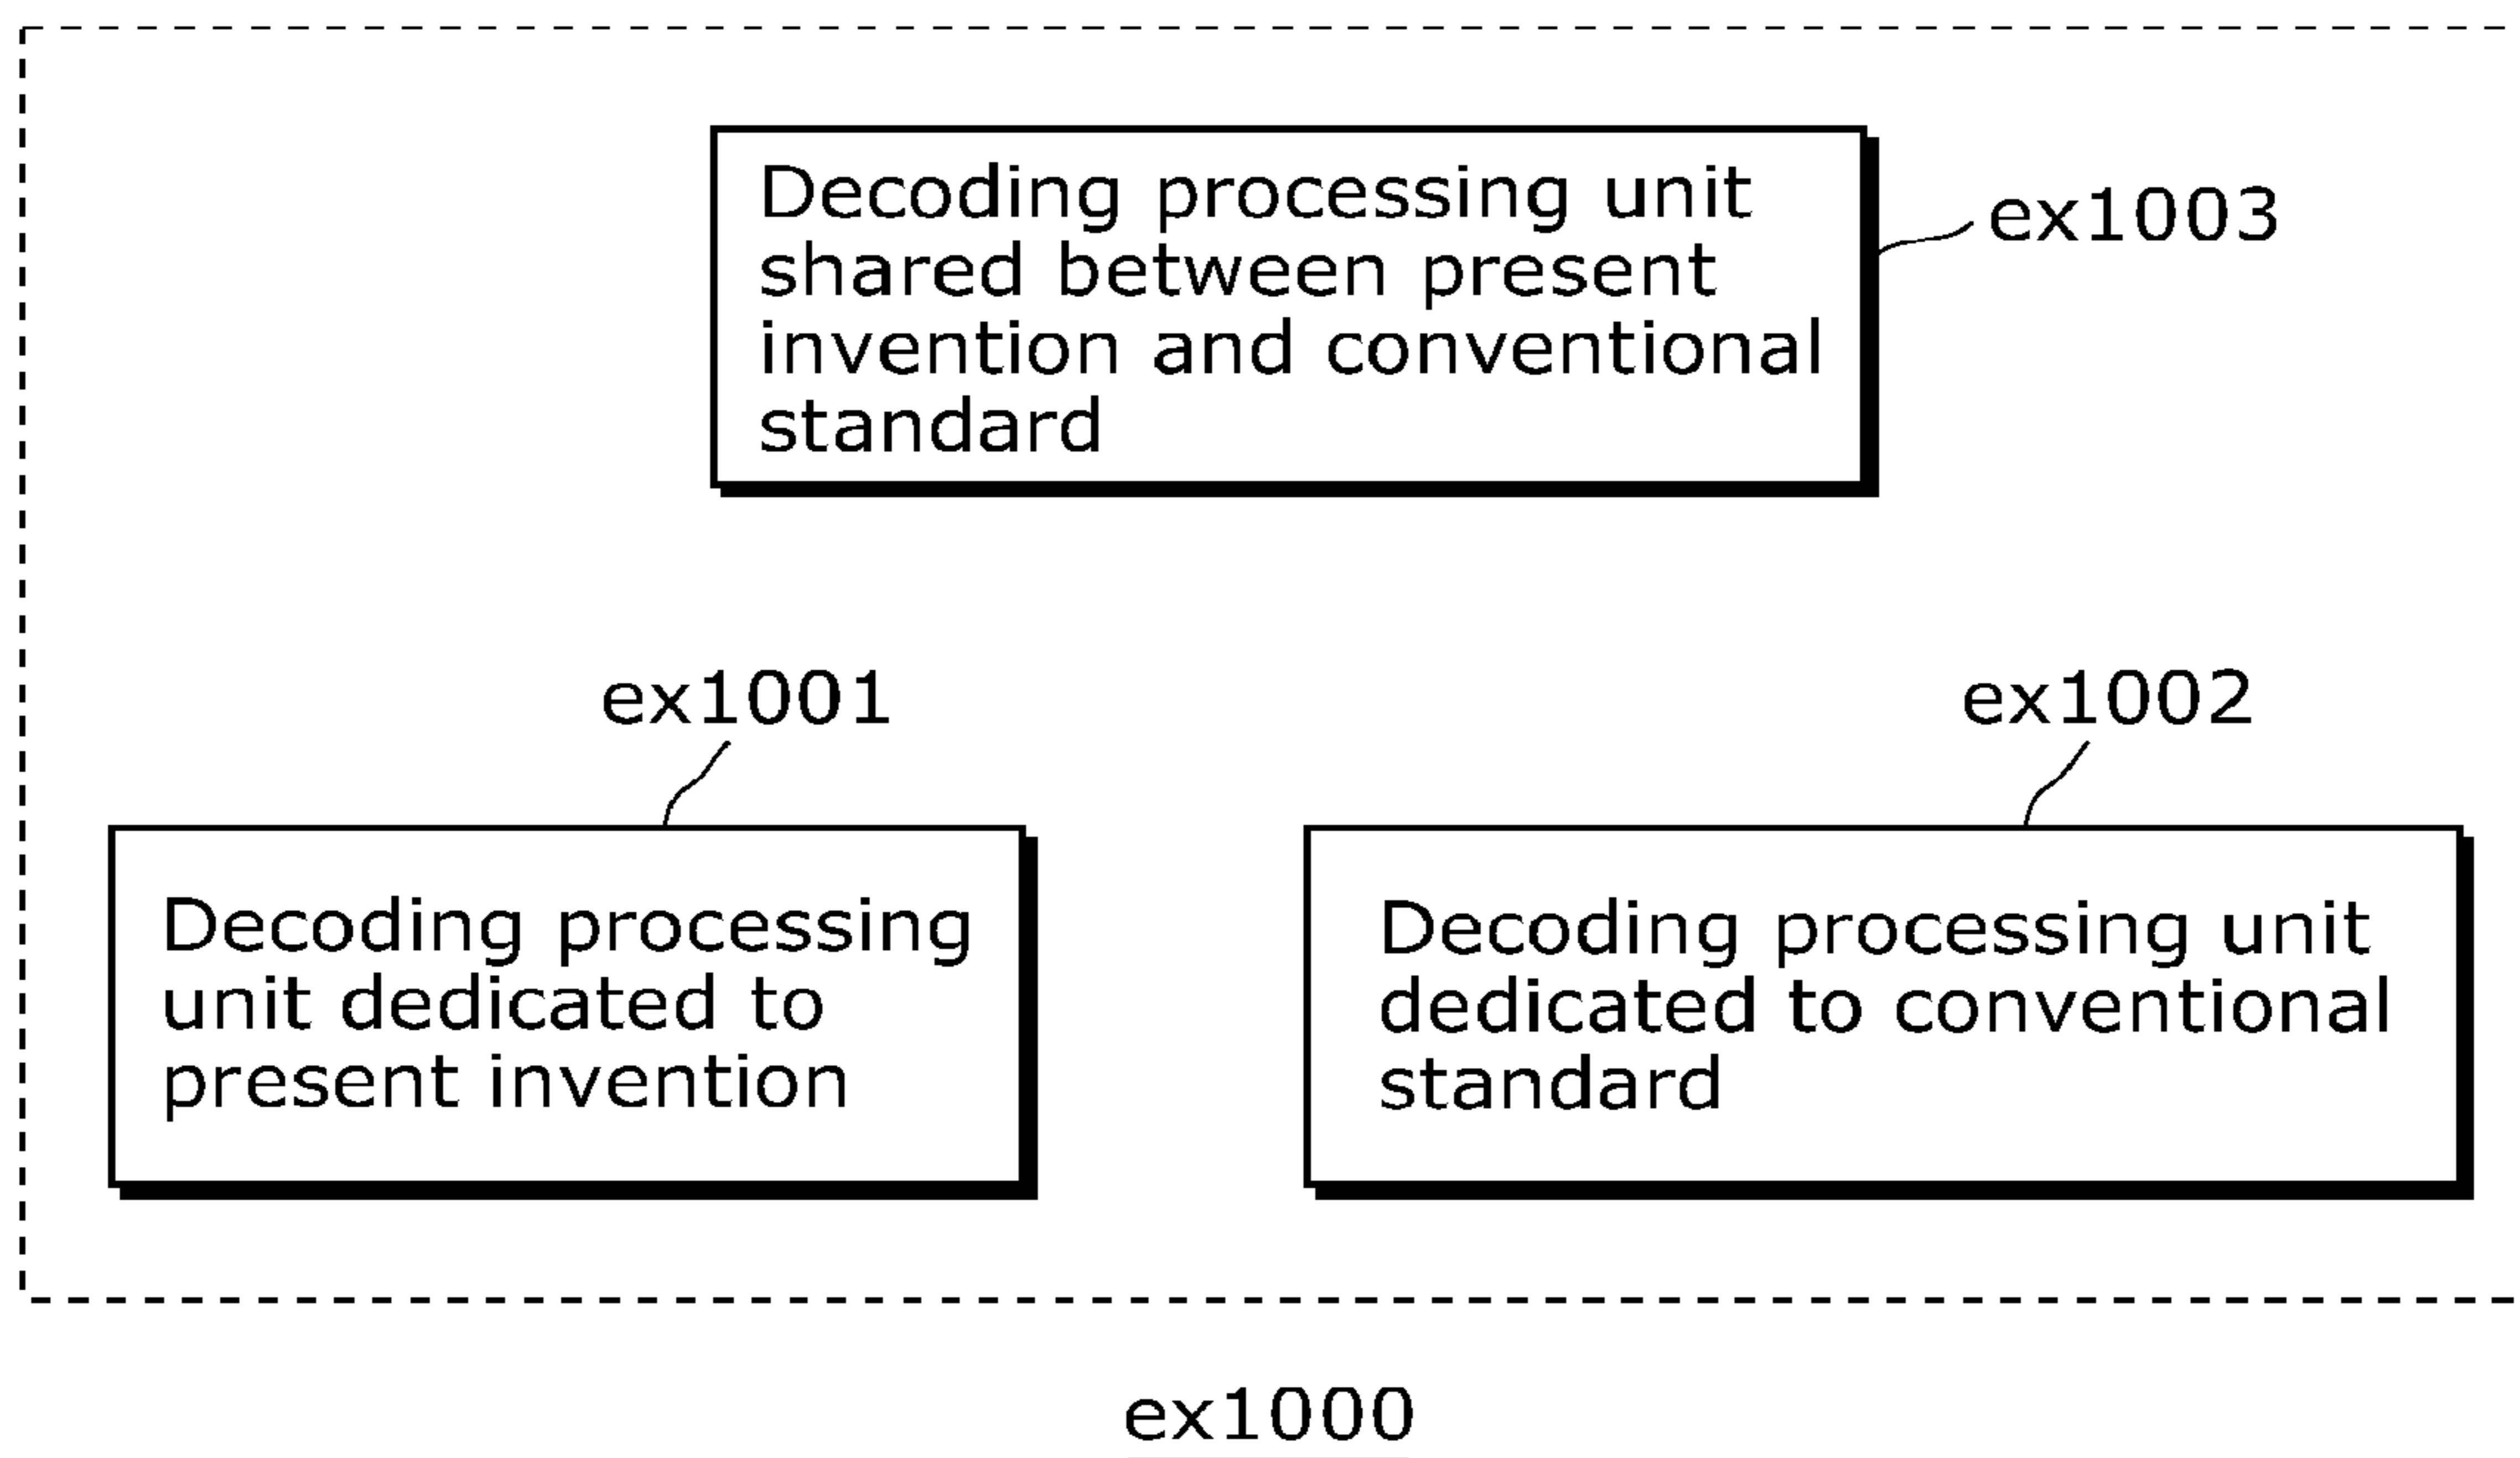 Decoding processing unit
shared between present
invention and conventional
standard
ex1003
ex1001
ex1002
Decoding processing
unit dedicated to
present invention
Decoding processing unit
dedicated to conventional
standard
ex1000